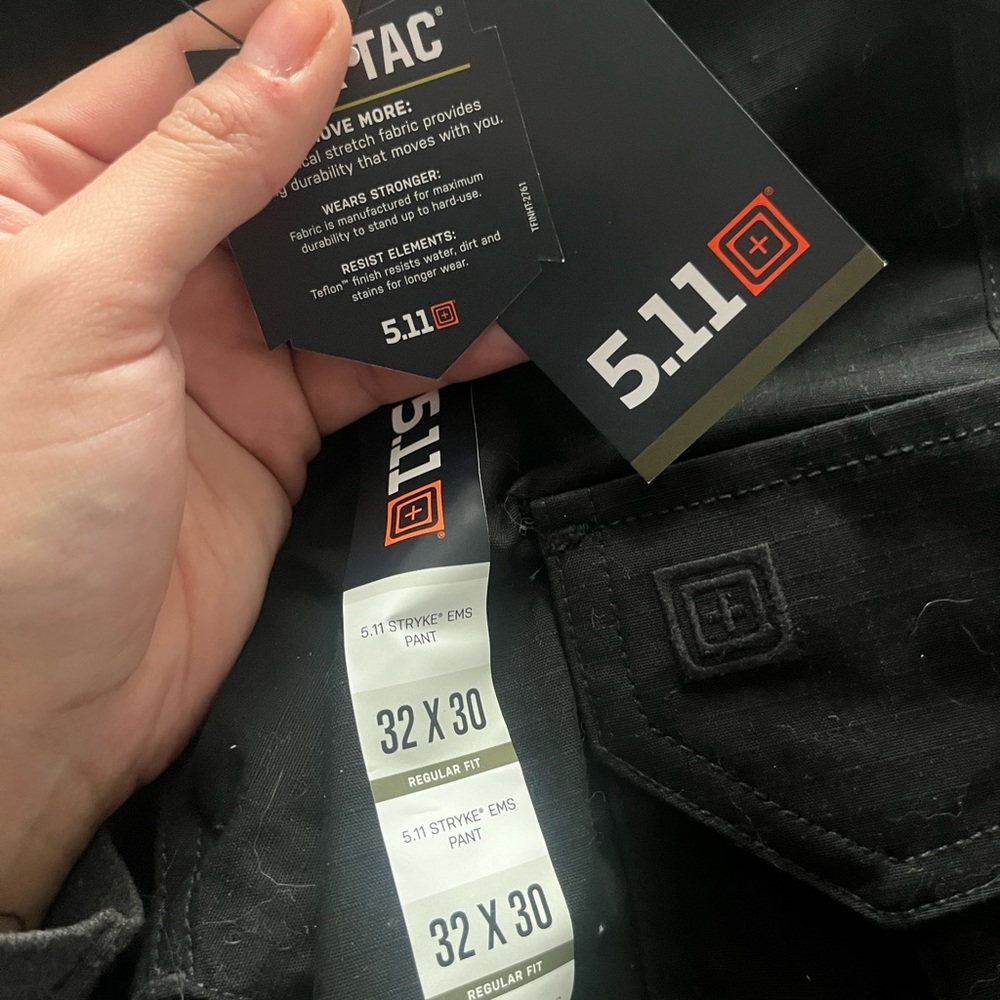 TAC®
MORE:
stretch fabric provides
durability that moves with you.
WEARS STRONGER:
Fabric is manufactured for maximum
durability to stand up to hard-use.
RESIST ELEMENTS:
Teflon™ finish resists water, dirt and
stains for longer wear.
5.11
TFINHT-2761
5.11®
5.11®
5.11 STRYKE® EMS
PANT
32 X 30
REGULAR FIT
5.11 STRYKE® EMS
PANT
32 X 30
REGULAR FIT